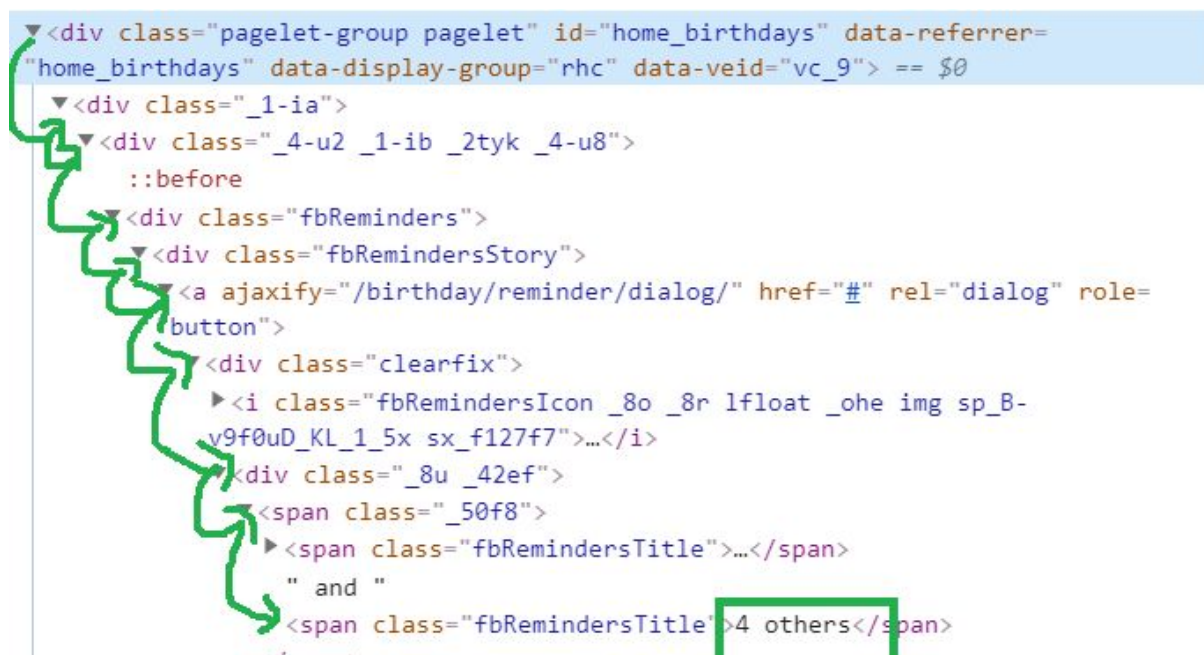 ▼<div class="pagelet-group pagelet" id="home_birthdays" data-referrer=
"home_birthdays" data-display-group="rhc" data-veid="vc_9"> == $0
▼<div class="_1-ia">
▼<div class="_4-u2 _1-ib _2tyk _4-u8">
::before
▼<div class="fbReminders">
▼<div class="fbRemindersStory">
▼<a ajaxify="/birthday/reminder/dialog/" href="#" rel="dialog" role=
"button">
▼<div class="clearfix">
▶<i class="fbRemindersIcon _8o _8r lfloat _ohe img sp_B-
v9f0uD_KL_1_5x sx_f127f7">…</i>
▼<div class="_8u _42ef">
▼<span class="_50f8">
▶<span class="fbRemindersTitle">…</span>
" and "
<span class="fbRemindersTitle">4 others</span>